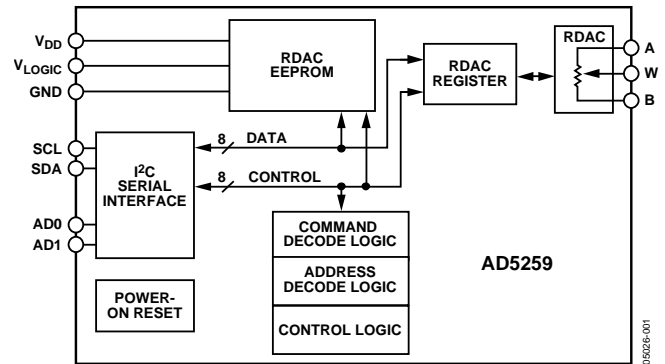 VDD
VLOGIC
GND
SCL
SDA
AD0
AD1
RDAC
EEPROM
RDAC
REGISTER
RDAC
A
W
B
I2C
SERIAL
INTERFACE
8 DATA
8 CONTROL
COMMAND
DECODE LOGIC
ADDRESS
DECODE LOGIC
CONTROL LOGIC
POWER-
ON RESET
AD5259
05026-001